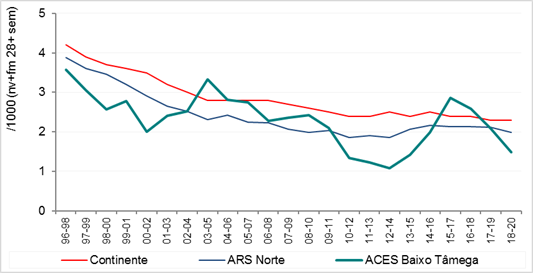 /1000 (nv+fm 28+ sem)
5
4
3
2
1
0
96-98 97-99 98-00 99-01 00-02 01-03 02-04 03-05 04-06 05-07 06-08 07-09 08-10 09-11 10-12 11-13 12-14 13-15 14-16 15-17 16-18 17-19 18-20
Continente ARS Norte ACES Baixo Tâmega